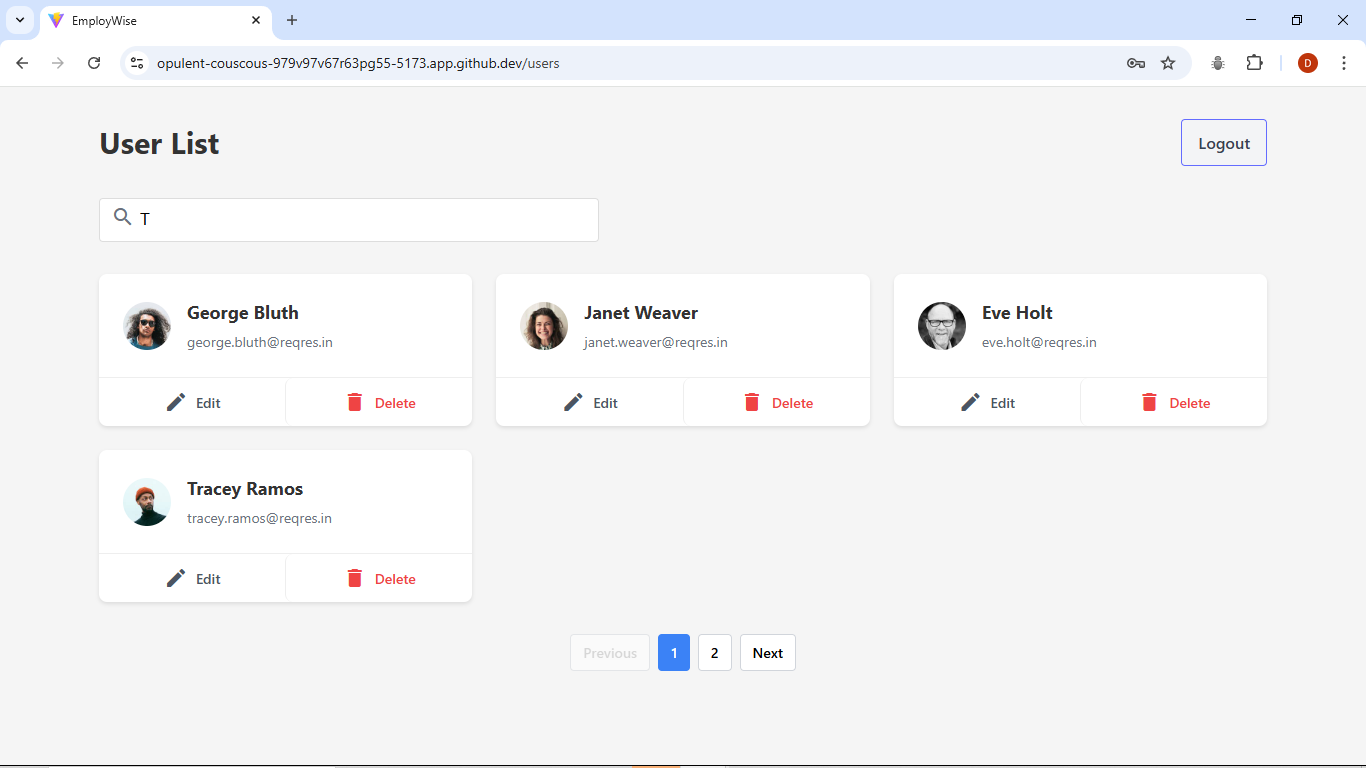 EmployWise
opulent-couscous-979v97v67r63pg55-5173.app.github.dev/users
D
User List
Logout
T
George Bluth
george.bluth@reqres.in
Edit
Delete
Janet Weaver
janet.weaver@reqres.in
Edit
Delete
Eve Holt
eve.holt@reqres.in
Edit
Delete
Tracey Ramos
tracey.ramos@reqres.in
Edit
Delete
Previous 1 2 Next